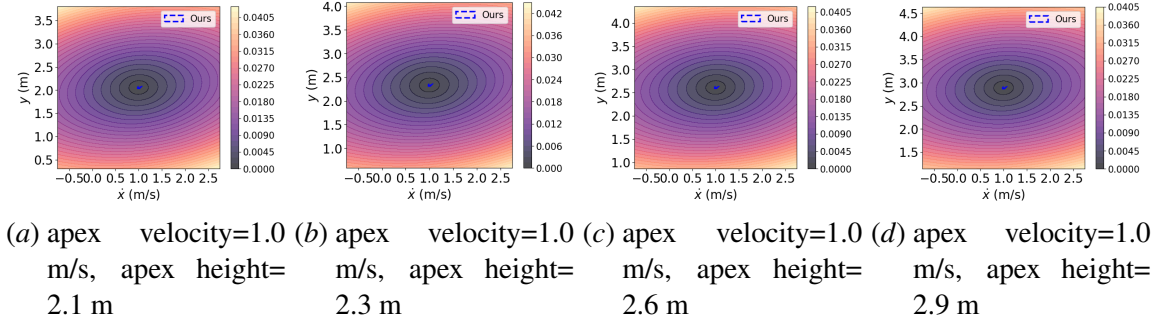 Ours
4.0
3.5
3.0
2.5
2.0
1.5
1.0
0.5
y (m)
−0.5 0.0 0.5 1.0 1.5 2.0 2.5
ẋ (m/s)
0.0405
0.0360
0.0315
0.0270
0.0225
0.0180
0.0135
0.0090
0.0045
0.0000
Ours
4.0
3.5
3.0
2.5
2.0
1.5
1.0
y (m)
−0.5 0.0 0.5 1.0 1.5 2.0 2.5
ẋ (m/s)
0.042
0.036
0.030
0.024
0.018
0.012
0.006
0.000
Ours
4.0
3.5
3.0
2.5
2.0
1.5
1.0
y (m)
−0.5 0.0 0.5 1.0 1.5 2.0 2.5
ẋ (m/s)
0.0405
0.0360
0.0315
0.0270
0.0225
0.0180
0.0135
0.0090
0.0045
0.0000
Ours
4.5
4.0
3.5
3.0
2.5
2.0
1.5
y (m)
−0.5 0.0 0.5 1.0 1.5 2.0 2.5
ẋ (m/s)
0.0405
0.0360
0.0315
0.0270
0.0225
0.0180
0.0135
0.0090
0.0045
0.0000
(a) apex velocity=1.0
m/s, apex height=
2.1 m
(b) apex velocity=1.0
m/s, apex height=
2.3 m
(c) apex velocity=1.0
m/s, apex height=
2.6 m
(d) apex velocity=1.0
m/s, apex height=
2.9 m